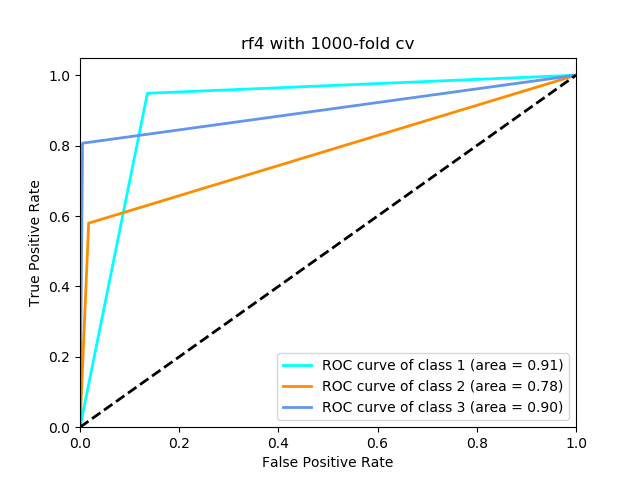 rf4 with 1000-fold cv
1.0
0.8
0.6
0.4
0.2
0.0
True Positive Rate
ROC curve of class 1 (area = 0.91)
ROC curve of class 2 (area = 0.78)
ROC curve of class 3 (area = 0.90)
0.0 0.2 0.4 0.6 0.8 1.0
False Positive Rate